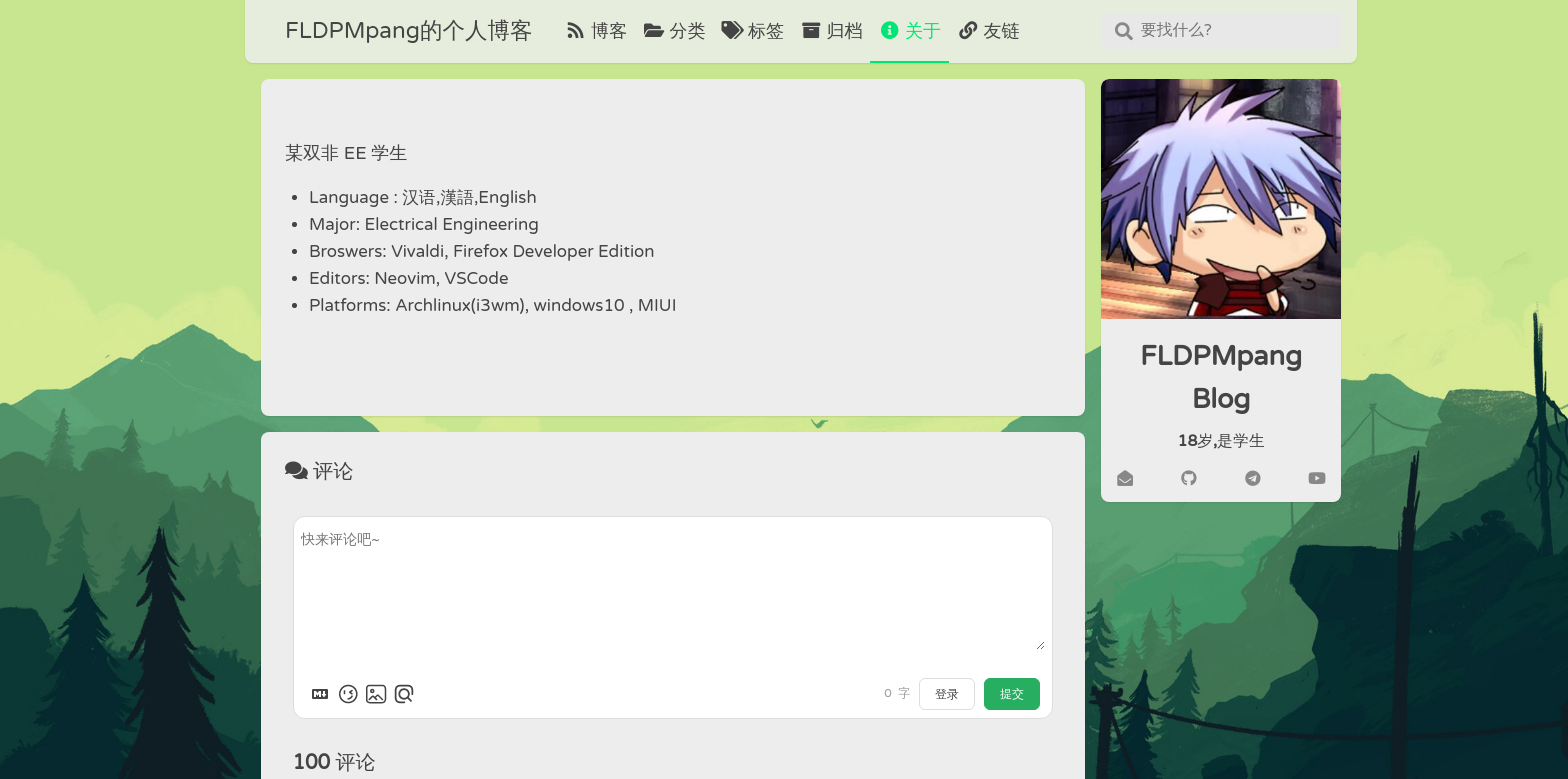 FLDPMpang的个人博客
博客
分类
标签
归档
关于
友链
要找什么?
某双非 EE 学生
Language : 汉语,漢語,English
Major: Electrical Engineering
Broswers: Vivaldi, Firefox Developer Edition
Editors: Neovim, VSCode
Platforms: Archlinux(i3wm), windows10 , MIUI
FLDPMpang
Blog
18岁,是学生
评论
快来评论吧~
0 字
登录
提交
100 评论